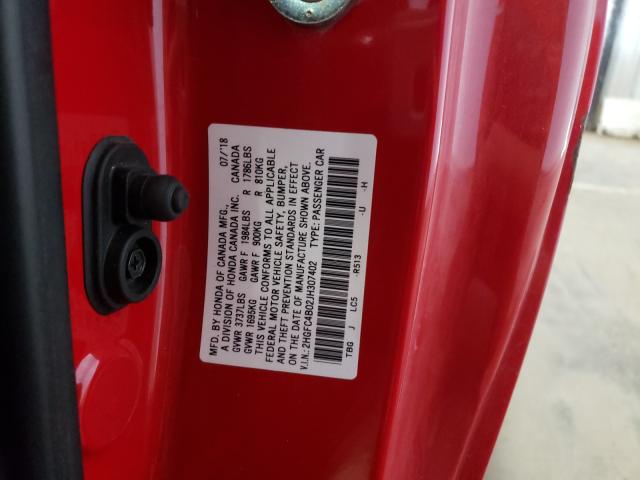 MFD. BY HONDA OF CANADA MFG., 07/'18
A DIVISION OF HONDA CANADA INC. CANADA
GVWR 3737LBS GAWR F 1984LBS R 1786LBS
GVWR 1695KG GAWR F 900KG R 810KG
THIS VEHICLE CONFORMS TO ALL APPLICABLE
FEDERAL MOTOR VEHICLE SAFETY, BUMPER,
AND THEFT PREVENTION STANDARDS IN EFFECT
ON THE DATE OF MANUFACTURE SHOWN ABOVE.
V.I.N.: 2HGFC4B02JH307402 TYPE: PASSENGER CAR
TBG J LC5 -R513 -U -H